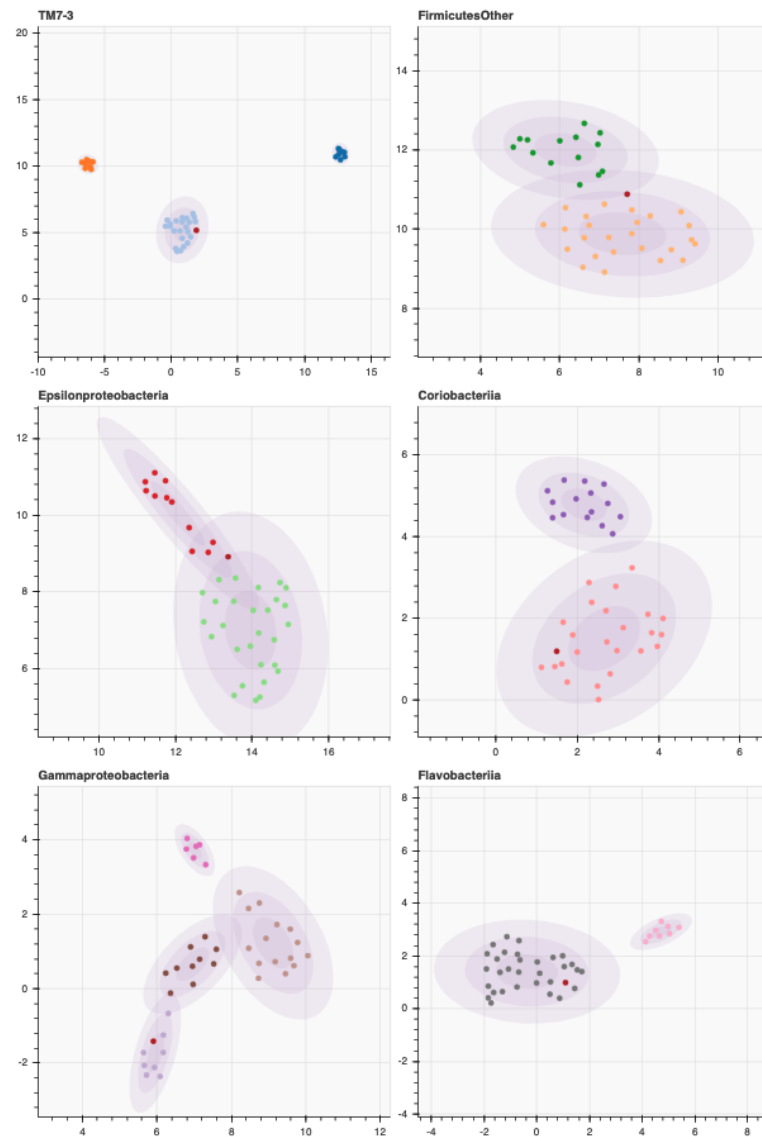 TM7-3
20
15
10
5
0
-10 -5 0 5 10 15
FirmicutesOther
14
12
10
8
4 6 8 10
Epsilonproteobacteria
12
10
8
6
10 12 14 16
Coriobacteriia
6
4
2
0
0 2 4 6
Gammaproteobacteria
4
2
0
-2
4 6 8 10 12
Flavobacteriia
8
6
4
2
0
-2
-4
-4 -2 0 2 4 6 8